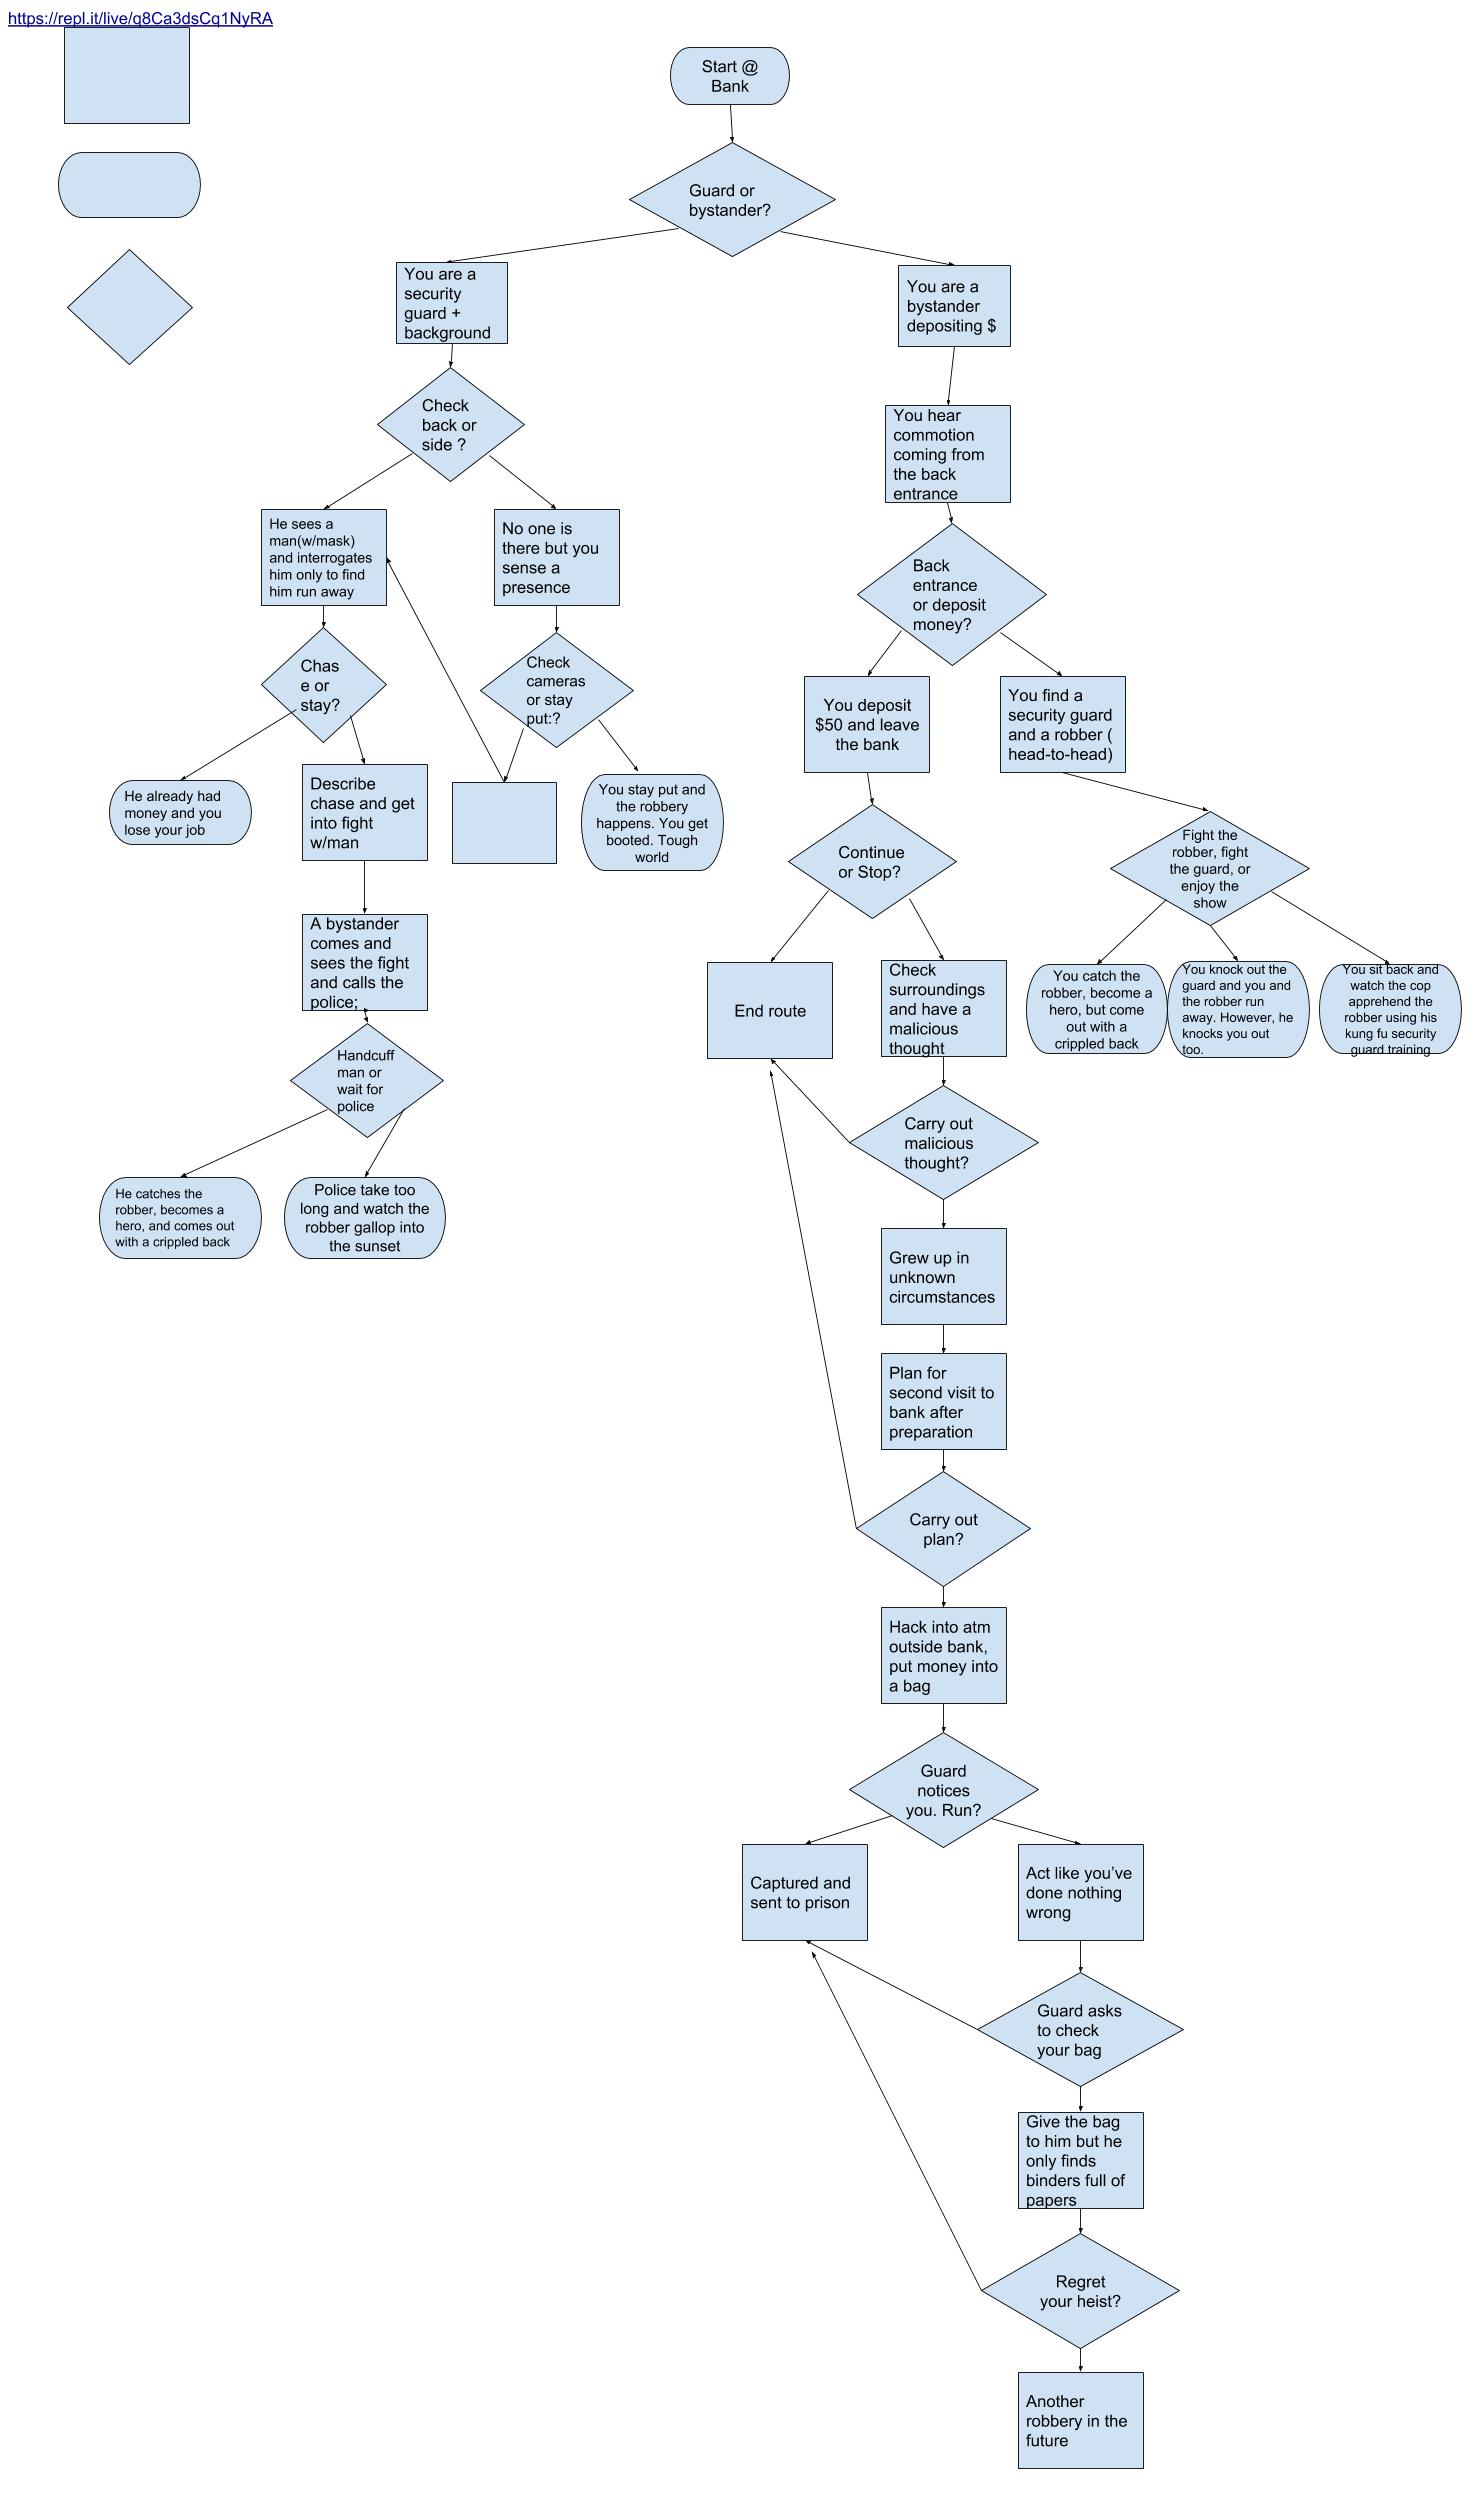 https://repl.it/live/q8Ca3dsCq1NyRA
Start @
Bank
Guard or
bystander?
You are a
security
guard +
background
You are a
bystander
depositing $
Check
back or
side ?
You hear
commotion
coming from
the back
entrance
He sees a
man(w/mask)
and interrogates
him only to find
him run away
No one is
there but you
sense a
presence
Back
entrance
or deposit
money?
Chas
e or
stay?
Check
cameras
or stay
put:?
You deposit
$50 and leave
the bank
You find a
security guard
and a robber (
head-to-head)
He already had
money and you
lose your job
Describe
chase and get
into fight
w/man
You stay put and
the robbery
happens. You get
booted. Tough
world
Continue
or Stop?
Fight the
robber, fight
the guard, or
enjoy the
show
A bystander
comes and
sees the fight
and calls the
police;
End route
Check
surroundings
and have a
malicious
thought
You catch the
robber, become a
hero, but come
out with a
crippled back
You knock out the
guard and you and
the robber run
away. However, he
knocks you out
too.
You sit back and
watch the cop
apprehend the
robber using his
kung fu security
guard training
Handcuff
man or
wait for
police
Carry out
malicious
thought?
He catches the
robber, becomes a
hero, and comes out
with a crippled back
Police take too
long and watch the
robber gallop into
the sunset
Grew up in
unknown
circumstances
Plan for
second visit to
bank after
preparation
Carry out
plan?
Hack into atm
outside bank,
put money into
a bag
Guard
notices
you. Run?
Captured and
sent to prison
Act like you’ve
done nothing
wrong
Guard asks
to check
your bag
Give the bag
to him but he
only finds
binders full of
papers
Regret
your heist?
Another
robbery in the
future